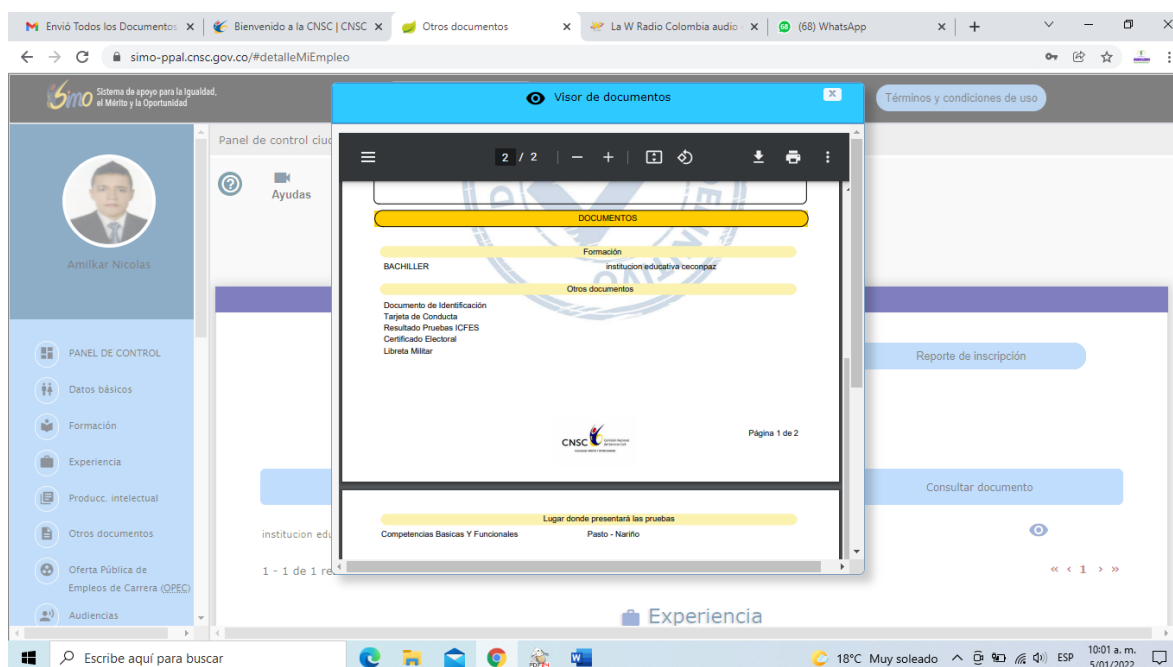 Envió Todos los Documentos
Bienvenido a la CNSC | CNSC
Otros documentos
La W Radio Colombia audio
(68) WhatsApp
simo-ppal.cnsc.gov.co/#detalleMiEmpleo
Simo Sistema de apoyo para la Igualdad,
el Mérito y la Oportunidad
Visor de documentos
Términos y condiciones de uso
Panel de control ciud
2 / 2
Ayudas
Amilkar Nicolas
DOCUMENTOS
Formación
BACHILLER institucion educativa ceconpaz
Otros documentos
Documento de Identificación
Tarjeta de Conducta
Resultado Pruebas ICFES
Certificado Electoral
Libreta Militar
CNSC
Página 1 de 2
Lugar donde presentará las pruebas
Competencias Basicas Y Funcionales Pasto - Nariño
PANEL DE CONTROL
Datos básicos
Formación
Experiencia
Producc. intelectual
Otros documentos
Oferta Pública de
Empleos de Carrera (OPEC)
Audiencias
Reporte de inscripción
Consultar documento
institucion edu
1 - 1 de 1 re
« ‹ 1 › »
Experiencia
Escribe aquí para buscar
18°C Muy soleado
ESP
10:01 a. m.
5/01/2022